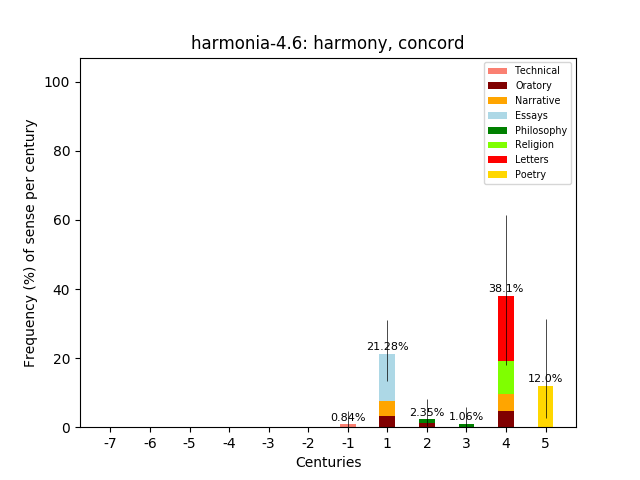 harmonia-4.6: harmony, concord
Frequency (%) of sense per century
100
80
60
40
20
0
Technical
Oratory
Narrative
Essays
Philosophy
Religion
Letters
Poetry
0.84%
21.28%
2.35%
1.06%
38.1%
12.0%
-7 -6 -5 -4 -3 -2 -1 1 2 3 4 5
Centuries